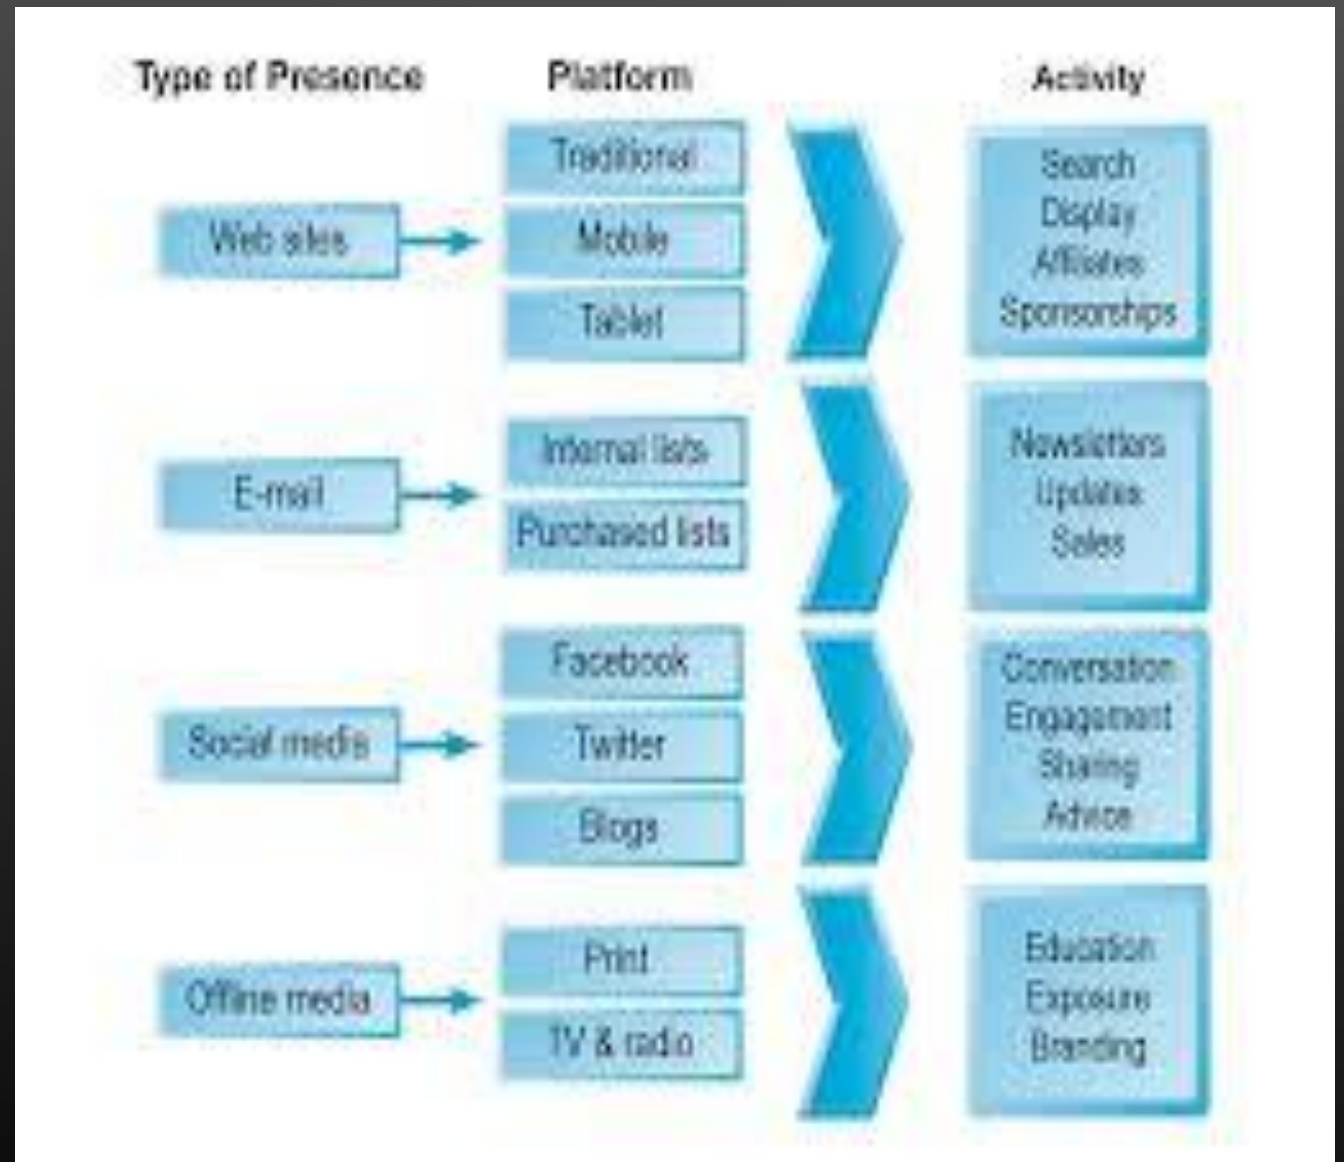 Type of Presence
Platform
Activity
Web sites
Traditional
Mobile
Tablet
Search
Display
Affiliates
Sponsorships
E-mail
Internal lists
Purchased lists
Newsletters
Updates
Sales
Social media
Facebook
Twitter
Blogs
Conversation
Engagement
Sharing
Advice
Offline media
Print
TV & radio
Education
Exposure
Branding